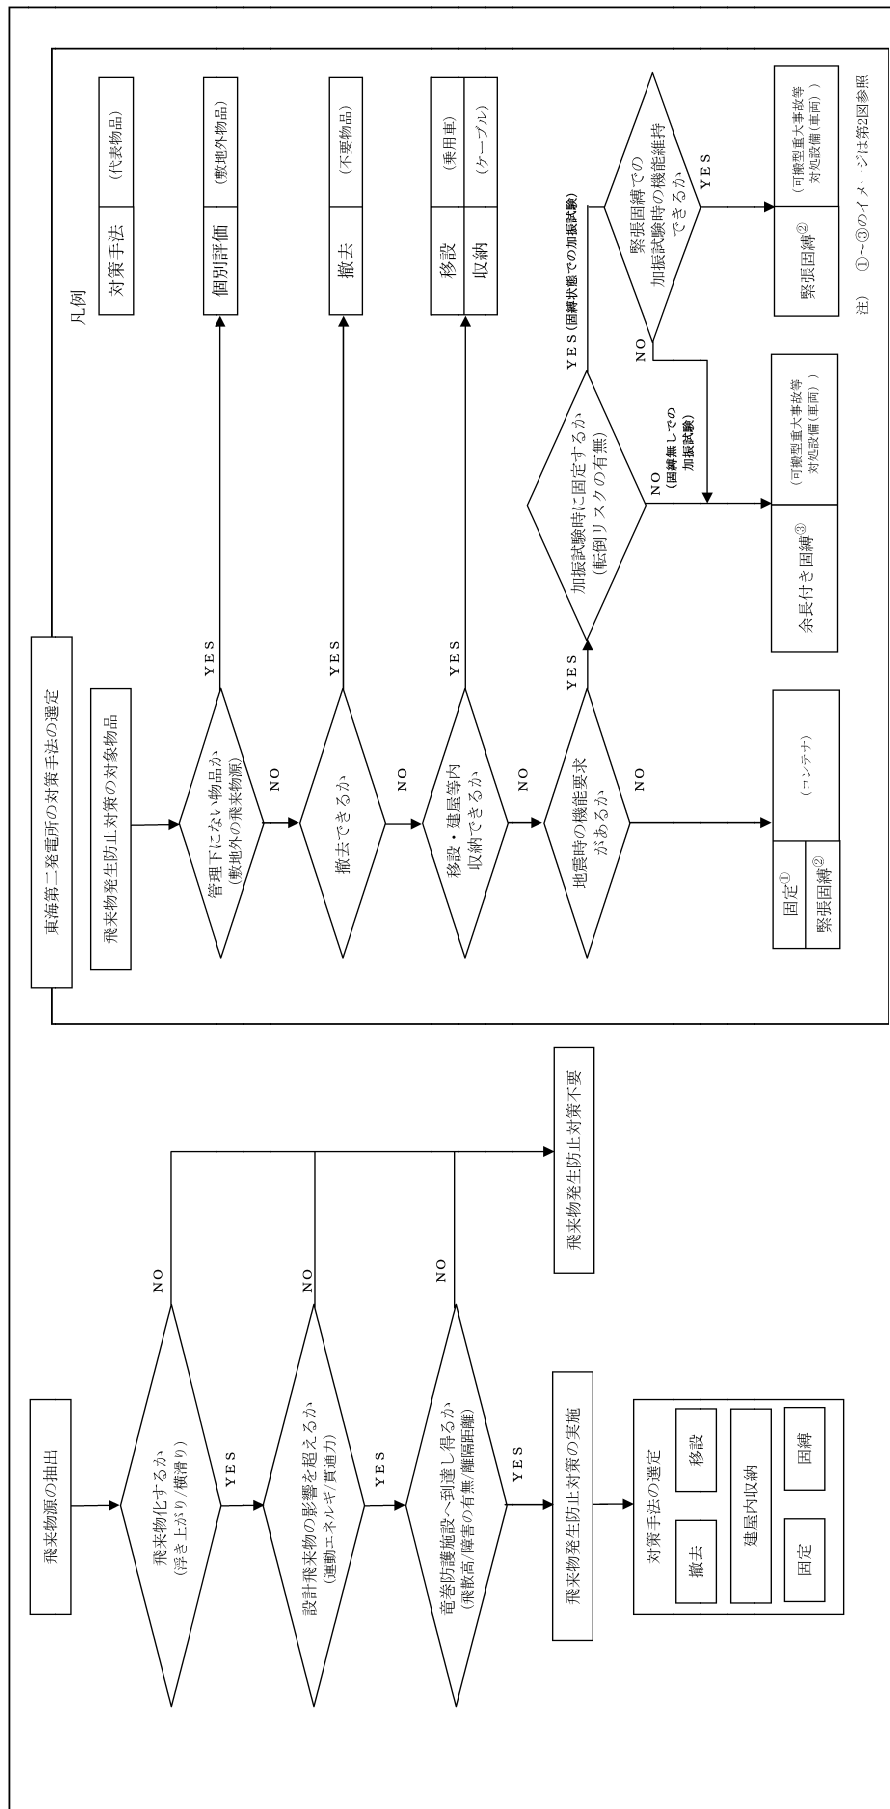 飛来物源の抽出
飛来物化するか
(浮き上がり/横滑り)
NO
YES
設計飛来物の影響を超えるか
(運動エネルギ/貫通力)
NO
YES
竜巻防護施設へ到達し得るか
(飛散高/障害の有無/離隔距離)
NO
YES
飛来物発生防止対策の実施
飛来物発生防止対策不要
対策手法の選定
撤去
移設
建屋内収納
固定
固縛
東海第二発電所の対策手法の選定
飛来物発生防止対策の対象物品
凡例
対策手法
(代表物品)
管理下にない物品か
(敷地外の飛来物源)
YES
NO
個別評価
(敷地外物品)
撤去できるか
YES
NO
撤去
(不要物品)
移設・建屋等内
収納できるか
YES
NO
移設
(乗用車)
収納
(ケーブル)
地震時の機能要求
があるか
YES
NO
加振試験時に固定するか
(転倒リスクの有無)
YES(固縛状態での加振試験)
NO
(固縛無しでの
加振試験)
緊張固縛での
加振試験時の機能維持
できるか
NO
YES
固定①
緊張固縛②
(コンテナ)
余長付き固縛③
(可搬型重大事故等
対処設備(車両))
緊張固縛②
(可搬型重大事故等
対処設備(車両))
注) ①~③のイメージは第2図参照